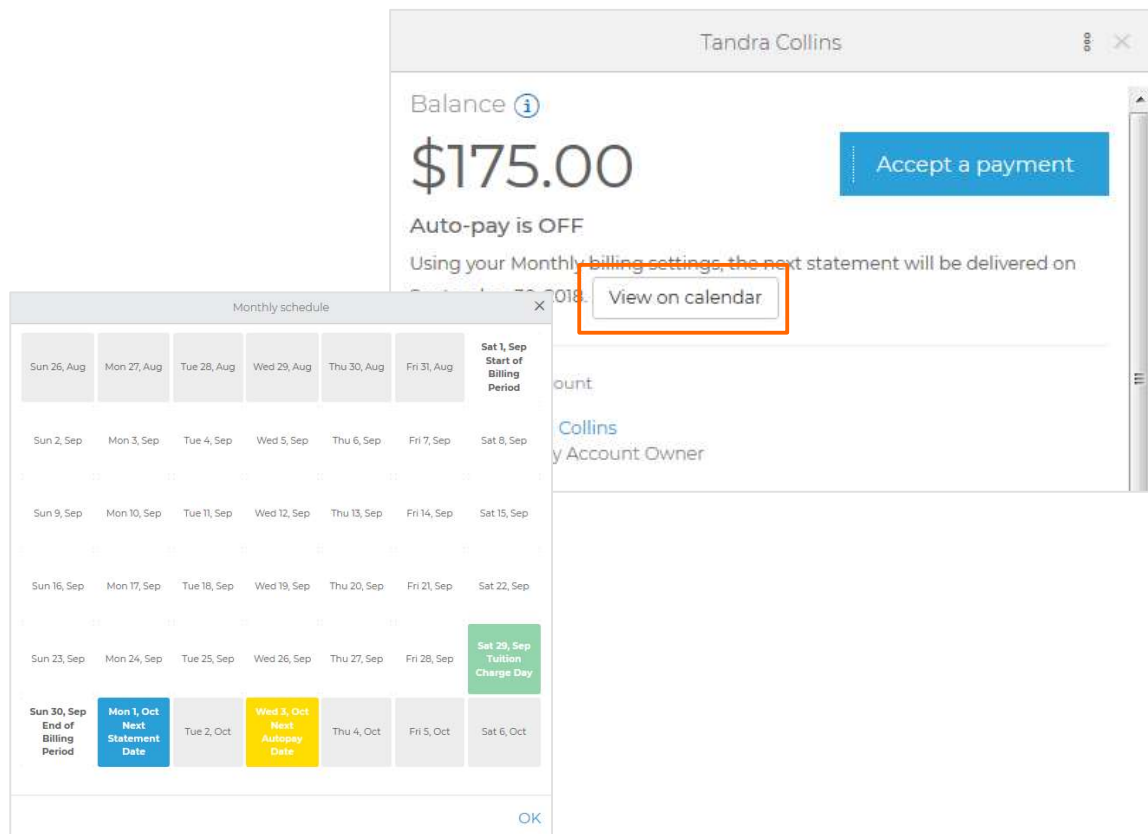 Tandra Collins
Balance i
$175.00
Accept a payment
Auto-pay is OFF
Using your Monthly billing settings, the next statement will be delivered on
2018.
View on calendar
ount
Collins
y Account Owner
Monthly schedule
Sun 26, Aug
Mon 27, Aug
Tue 28, Aug
Wed 29, Aug
Thu 30, Aug
Fri 31, Aug
Sat 1, Sep
Start of
Billing
Period
Sun 2, Sep
Mon 3, Sep
Tue 4, Sep
Wed 5, Sep
Thu 6, Sep
Fri 7, Sep
Sat 8, Sep
Sun 9, Sep
Mon 10, Sep
Tue 11, Sep
Wed 12, Sep
Thu 13, Sep
Fri 14, Sep
Sat 15, Sep
Sun 16, Sep
Mon 17, Sep
Tue 18, Sep
Wed 19, Sep
Thu 20, Sep
Fri 21, Sep
Sat 22, Sep
Sun 23, Sep
Mon 24, Sep
Tue 25, Sep
Wed 26, Sep
Thu 27, Sep
Fri 28, Sep
Sat 29, Sep
Tuition
Charge Day
Sun 30, Sep
End of
Billing
Period
Mon 1, Oct
Next
Statement
Date
Tue 2, Oct
Wed 3, Oct
Next
Autopay
Date
Thu 4, Oct
Fri 5, Oct
Sat 6, Oct
OK